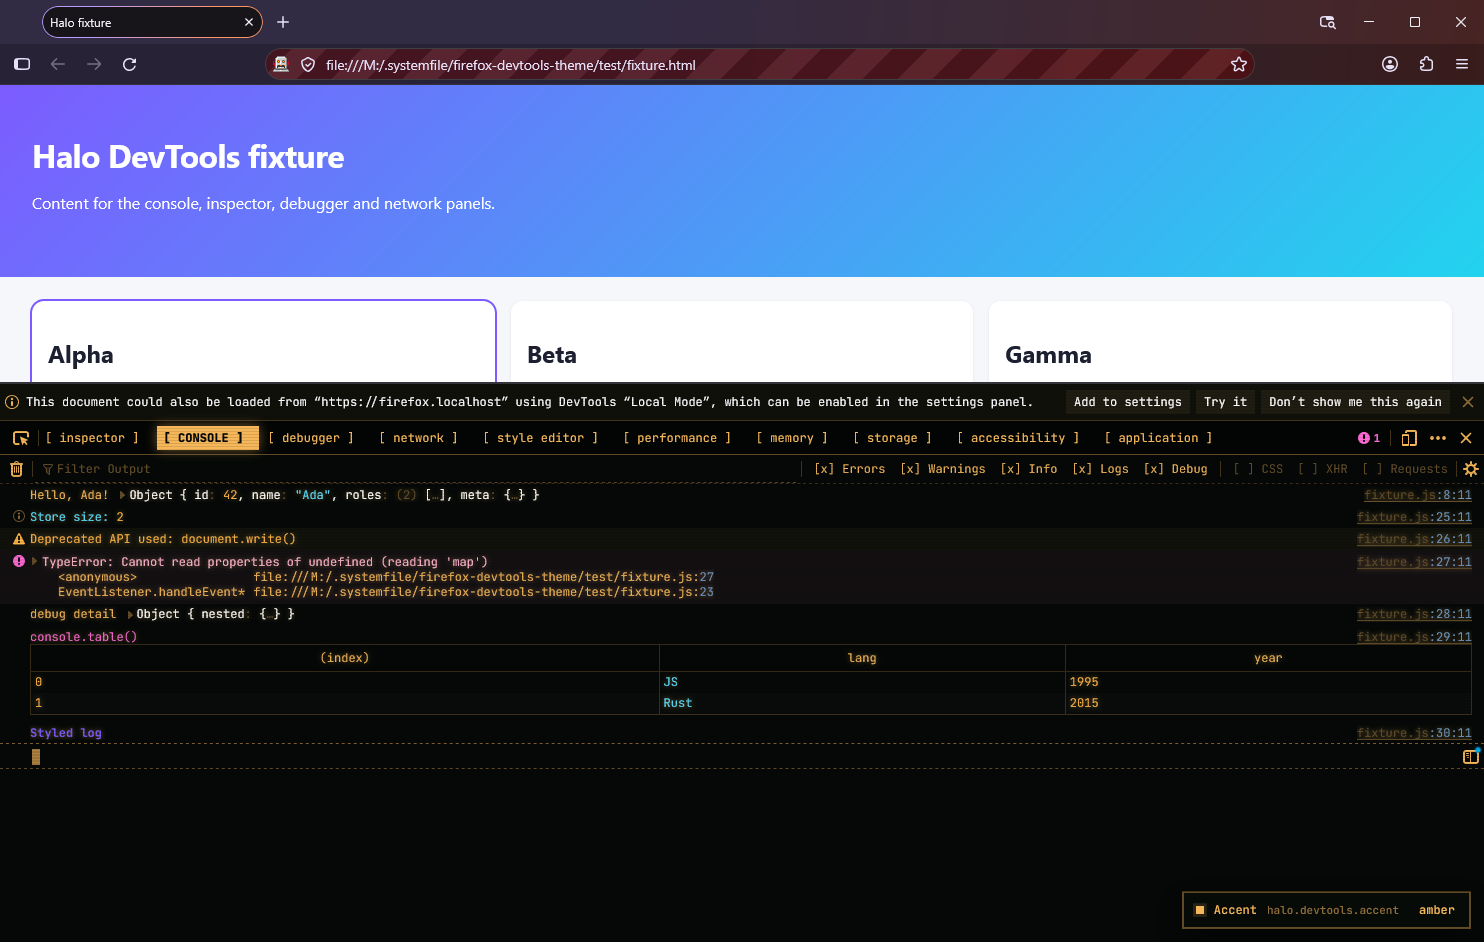 Halo fixture
file:///M:/.systemfile/firefox-devtools-theme/test/fixture.html
Halo DevTools fixture
Content for the console, inspector, debugger and network panels.
Alpha Beta Gamma
This document could also be loaded from “https://firefox.localhost” using DevTools “Local Mode”, which can be enabled in the settings panel. Add to settings Try it Don’t show me this again
[ inspector ] [ CONSOLE ] [ debugger ] [ network ] [ style editor ] [ performance ] [ memory ] [ storage ] [ accessibility ] [ application ] 1
Filter Output [x] Errors [x] Warnings [x] Info [x] Logs [x] Debug [ ] CSS [ ] XHR [ ] Requests
Hello, Ada! Object { id: 42, name: "Ada", roles: (2) […], meta: {…} } fixture.js:8:11
Store size: 2 fixture.js:25:11
Deprecated API used: document.write() fixture.js:26:11
TypeError: Cannot read properties of undefined (reading 'map') fixture.js:27:11
<anonymous> file:///M:/.systemfile/firefox-devtools-theme/test/fixture.js:27
EventListener.handleEvent* file:///M:/.systemfile/firefox-devtools-theme/test/fixture.js:23
debug detail Object { nested: {…} } fixture.js:28:11
console.table() fixture.js:29:11
(index) lang year
0 JS 1995
1 Rust 2015
Styled log fixture.js:30:11
Accent halo.devtools.accent amber